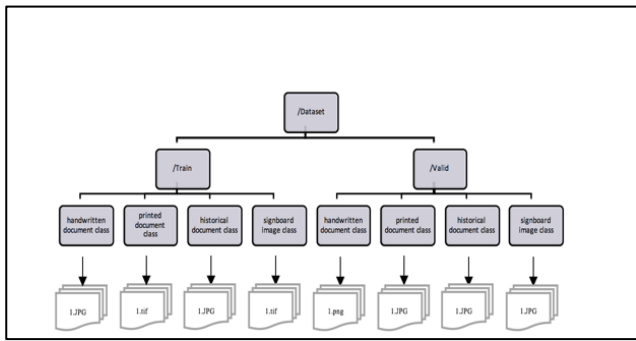 /Dataset
/Train
/Valid
handwritten
document class
printed
document
class
historical
document class
signboard
image class
handwritten
document class
printed
document class
historical
document class
signboard
image class
1.JPG
1.tif
1.JPG
1.tif
1.png
1.JPG
1.JPG
1.JPG